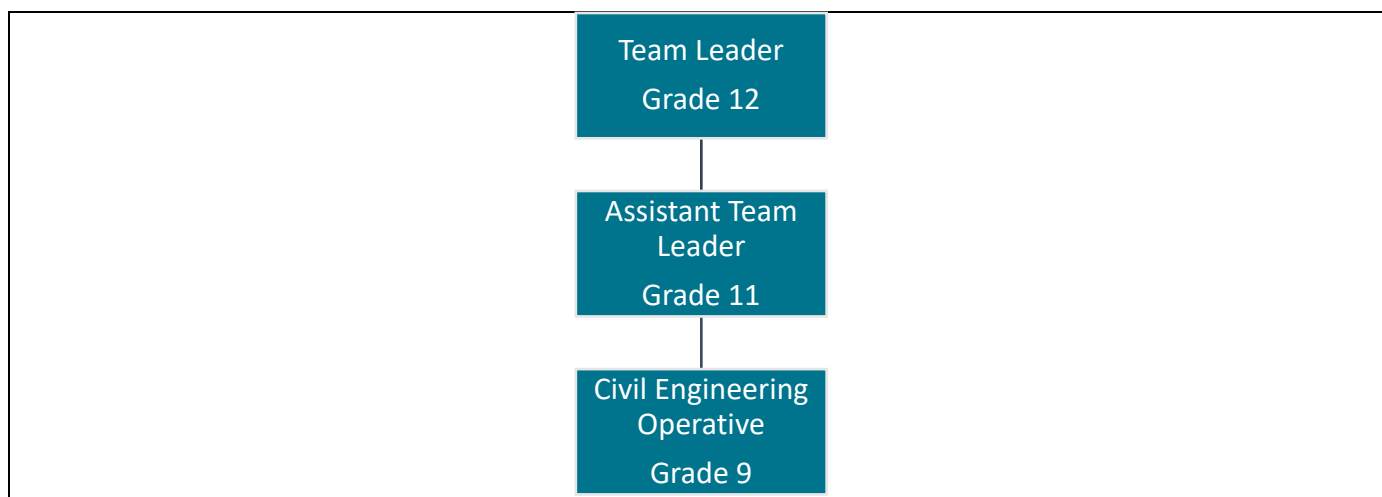 Team Leader
Grade 12
Assistant Team
Leader
Grade 11
Civil Engineering
Operative
Grade 9